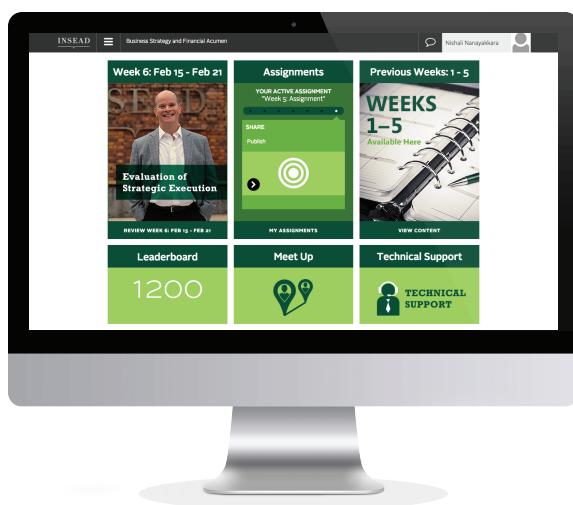 INSEAD
Business Strategy and Financial Acumen
Nishali Nanayakkara
Week 6: Feb 15 - Feb 21
SEAD
Evaluation of
Strategic Execution
REVIEW WEEK 6: FEB 15 - FEB 21
Assignments
YOUR ACTIVE ASSIGNMENT
"Week 5: Assignment"
SHARE
Publish
MY ASSIGNMENTS
Previous Weeks: 1 - 5
WEEKS
1–5
Available Here
VIEW CONTENT
Leaderboard
1200
Meet Up
Technical Support
TECHNICAL
SUPPORT